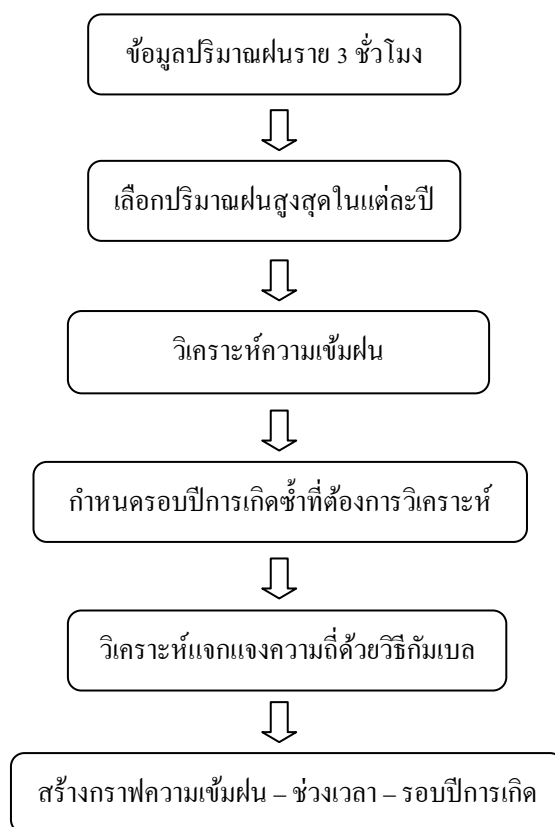 ข้อมูลปริมาณฝนราย 3 ชั่วโมง
เลือกปริมาณฝนสูงสุดในแต่ละปี
วิเคราะห์ความเข้มฝน
กำหนดรอบปีการเกิดซ้ำที่ต้องการวิเคราะห์
วิเคราะห์แจกแจงความถี่ด้วยวิธีกัมเบล
สร้างกราฟความเข้มฝน – ช่วงเวลา – รอบปีการเกิด